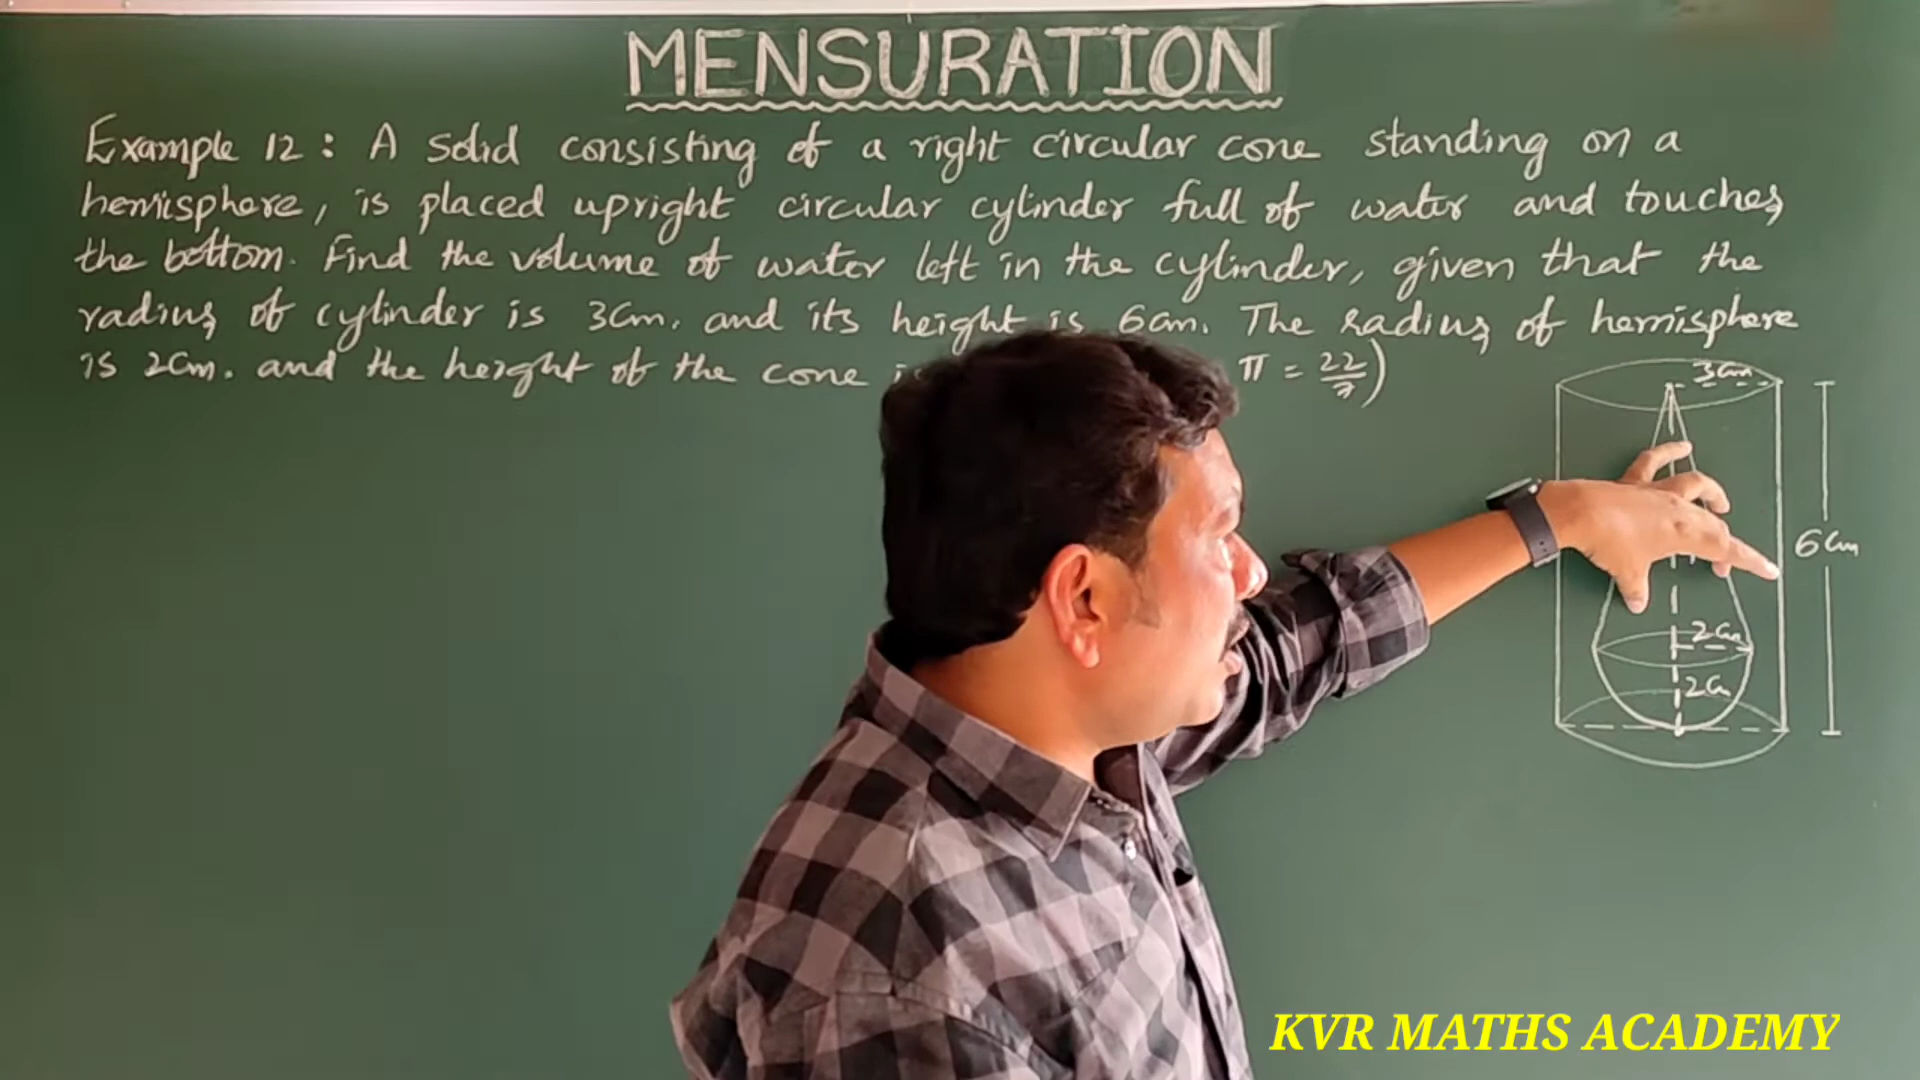 MENSURATION
Example 12: A solid consisting of a right circular cone standing on a
hemisphere, is placed upright circular cylinder full of water and touches
the bottom. Find the volume of water left in the cylinder, given that the
radius of cylinder is 3cm. and its height is 6cm. The radius of hemisphere
is 2cm. and the height of the cone π = 22/7)
3cm
6cm
2cm
2cm
KVR MATHS ACADEMY